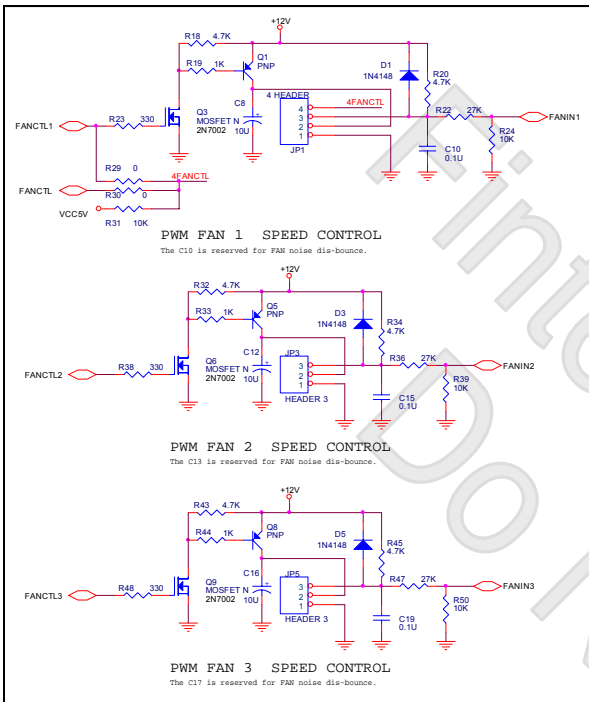 +12V
R18 4.7K
R19 1K
Q1
PNP
D1
1N4148
R20
4.7K
C8
10U
4 HEADER
4
3
2
1
JP1
4FANCTL
R22 27K
FANIN1
R24
10K
C10
0.1U
FANCTL1
R23 330
Q3
MOSFET N
2N7002
R29 0
4FANCTL
FANCTL
R30 0
VCC5V
R31 10K
PWM FAN 1 SPEED CONTROL
The C10 is reserved for FAN noise dis-bounce.
+12V
R32 4.7K
R33 1K
Q5
PNP
D3
1N4148
R34
4.7K
C12
10U
JP3
3
2
1
HEADER 3
R36 27K
FANIN2
R39
10K
C15
0.1U
FANCTL2
R38 330
Q6
MOSFET N
2N7002
PWM FAN 2 SPEED CONTROL
The C13 is reserved for FAN noise dis-bounce.
+12V
R43 4.7K
R44 1K
Q8
PNP
D5
1N4148
R45
4.7K
C16
10U
JP5
3
2
1
HEADER 3
R47 27K
FANIN3
R50
10K
C19
0.1U
FANCTL3
R48 330
Q9
MOSFET N
2N7002
PWM FAN 3 SPEED CONTROL
The C17 is reserved for FAN noise dis-bounce.